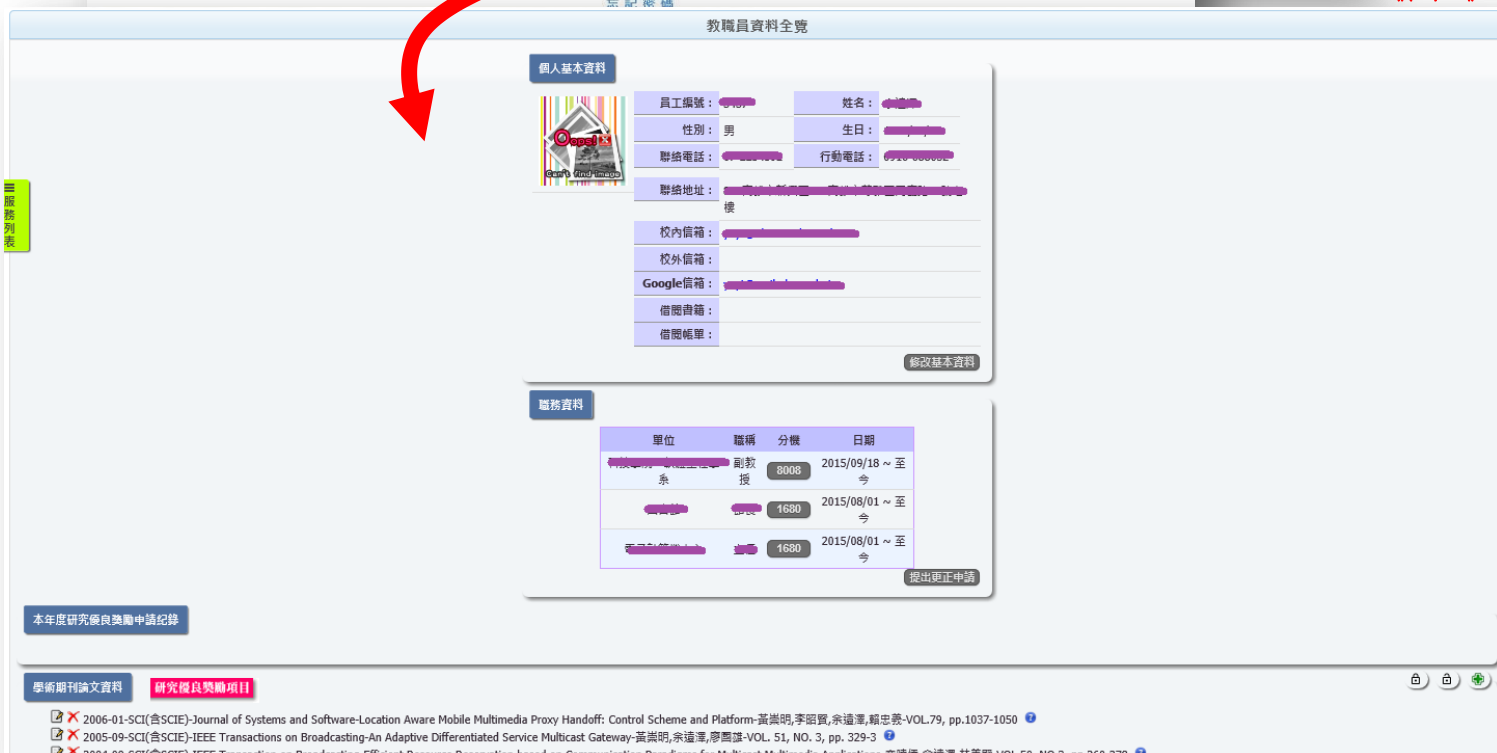 忘記密碼
教職員資料全覽
個人基本資料
Oops!
Can't find image
員工編號：
姓名：
性別： 男
生日：
聯絡電話：
行動電話：
聯絡地址：
樓
校內信箱：
校外信箱：
Google信箱：
借閱書籍：
借閱帳單：
修改基本資料
服務列表
職務資料
單位 職稱 分機 日期
系 副教授 8008 2015/09/18 ~ 至今
1680 2015/08/01 ~ 至今
1680 2015/08/01 ~ 至今
提出更正申請
本年度研究優良獎勵申請紀錄
學術期刊論文資料 研究優良獎勵項目
2006-01-SCI(含SCIE)-Journal of Systems and Software-Location Aware Mobile Multimedia Proxy Handoff: Control Scheme and Platform-黃崇明,李昭賢,余遠澤,賴忠義-VOL.79, pp.1037-1050
2005-09-SCI(含SCIE)-IEEE Transactions on Broadcasting-An Adaptive Differentiated Service Multicast Gateway-黃崇明,余遠澤,廖國雄-VOL. 51, NO. 3, pp. 329-3